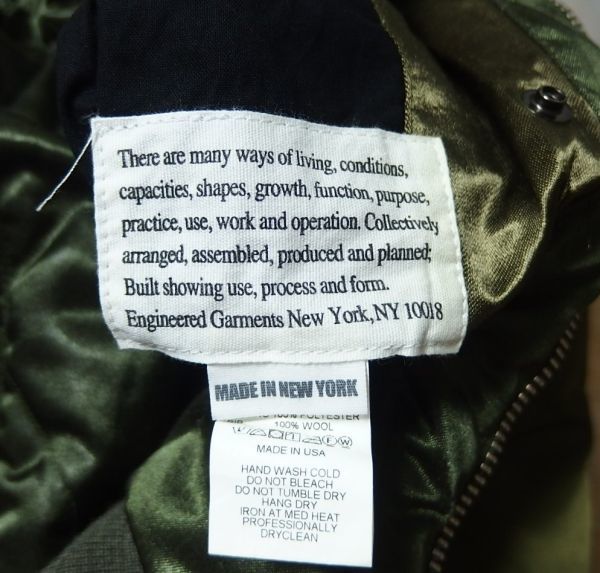 There are many ways of living, conditions,
capacities, shapes, growth, function, purpose,
practice, use, work and operation. Collectively
arranged, assembled, produced and planned;
Built showing use, process and form.
Engineered Garments New York, NY 10018
MADE IN NEW YORK
100% POLYESTER
100% WOOL
MADE IN USA
HAND WASH COLD
DO NOT BLEACH
DO NOT TUMBLE DRY
HANG DRY
IRON AT MED HEAT
PROFESSIONALLY
DRYCLEAN